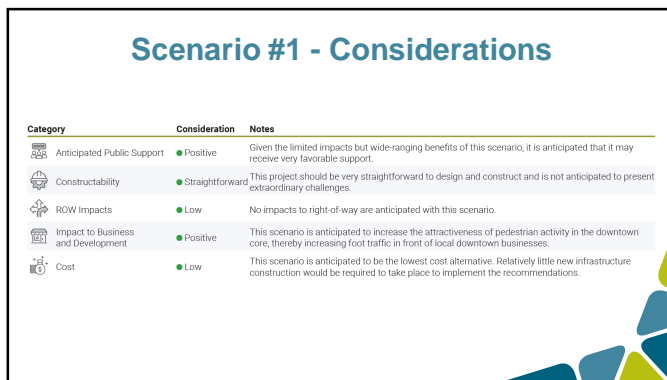 Scenario #1 - Considerations
Category Consideration Notes
Anticipated Public Support Positive Given the limited impacts but wide-ranging benefits of this scenario, it is anticipated that it may
receive very favorable support.
Constructability Straightforward This project should be very straightforward to design and construct and is not anticipated to present
extraordinary challenges.
ROW Impacts Low No impacts to right-of-way are anticipated with this scenario.
Impact to Business
and Development Positive This scenario is anticipated to increase the attractiveness of pedestrian activity in the downtown
core, thereby increasing foot traffic in front of local downtown businesses.
Cost Low This scenario is anticipated to be the lowest cost alternative. Relatively little new infrastructure
construction would be required to take place to implement the recommendations.